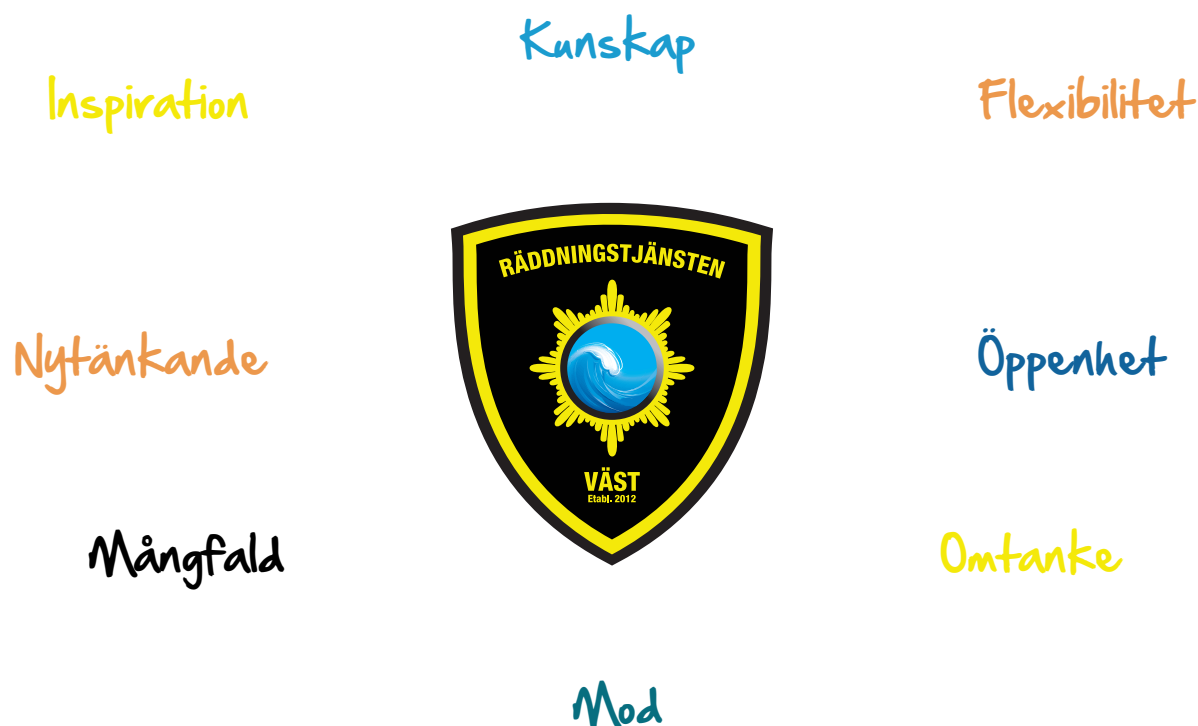 Kunskap
Inspiration
Flexibilitet
RÄDDNINGSTJÄNSTEN
Nytänkande
Öppenhet
VÄST
Etabl. 2012
Mångfald
Omtanke
Mod